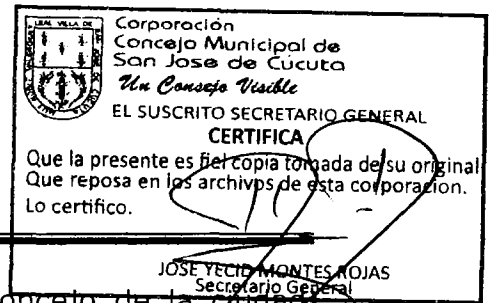 Corporación
Concejo Municipal de
San Jose de Cúcuta
Un Consejo Visible
EL SUSCRITO SECRETARIO GENERAL
CERTIFICA
Que la presente es fiel copia tomada de su original
Que reposa en los archivos de esta corporacion.
Lo certifico.
JOSE YECID MONTES ROJAS
Secretario General